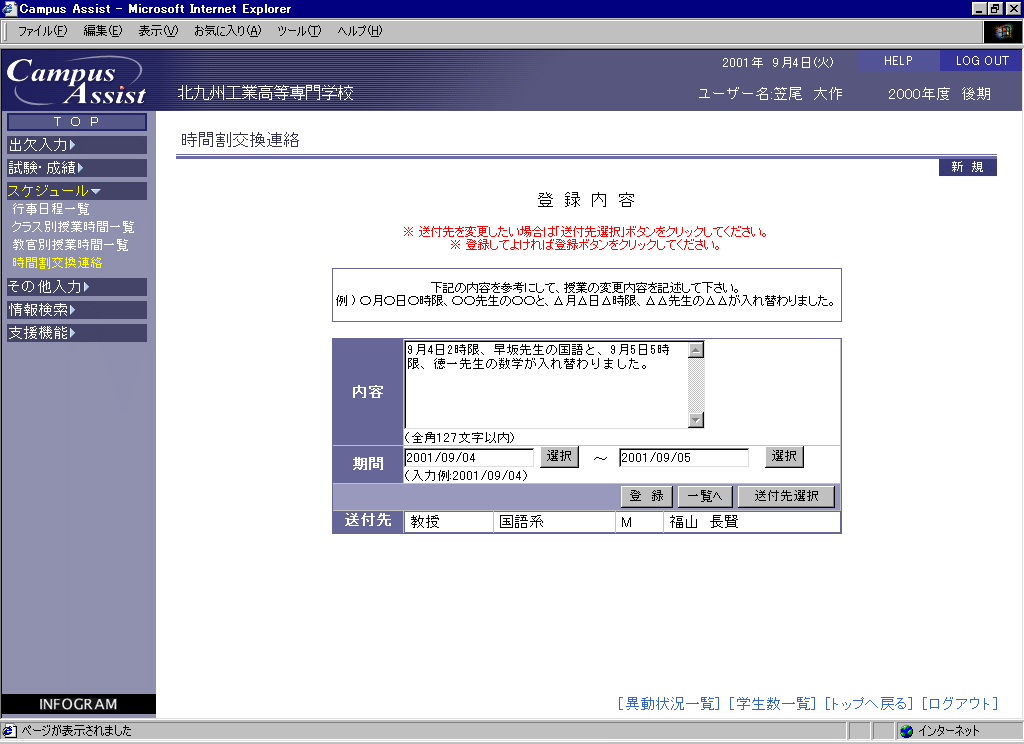 Campus Assist - Microsoft Internet Explorer
ファイル(F) 編集(E) 表示(V) お気に入り(A) ツール(T) ヘルプ(H)
Campus Assist
北九州工業高等専門学校
2001年 9月4日(火)
HELP
LOG OUT
ユーザー名:笠尾 大作
2000年度 後期
TOP
出欠入力
試験・成績
スケジュール
行事日程一覧
クラス別授業時間一覧
教官別授業時間一覧
時間割交換連絡
その他入力
情報検索
支援機能
INFOGRAM
時間割交換連絡
新 規
登 録 内 容
※ 送付先を変更したい場合は「送付先選択」ボタンをクリックしてください。
※ 登録してよければ登録ボタンをクリックしてください。
下記の内容を参考にして、授業の変更内容を記述して下さい。
例）○月○日○時限、○○先生の○○と、△月△日△時限、△△先生の△△が入れ替わりました。
内容
9月4日2時限、早坂先生の国語と、9月5日5時
限、徳一先生の数学が入れ替わりました。
(全角127文字以内)
期間
2001/09/04 選択 ～ 2001/09/05 選択
(入力例:2001/09/04)
登 録 一覧へ 送付先選択
送付先 教授 国語系 M 福山 長賢
[異動状況一覧] [学生数一覧] [トップへ戻る] [ログアウト]
ページが表示されました
インターネット